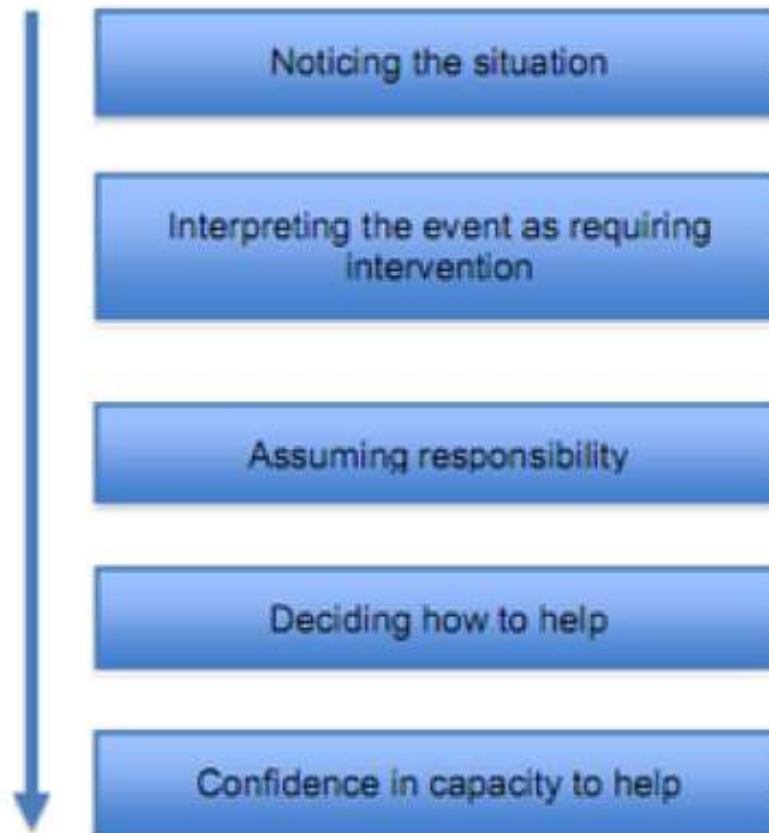 Noticing the situation
Interpreting the event as requiring
intervention
Assuming responsibility
Deciding how to help
Confidence in capacity to help